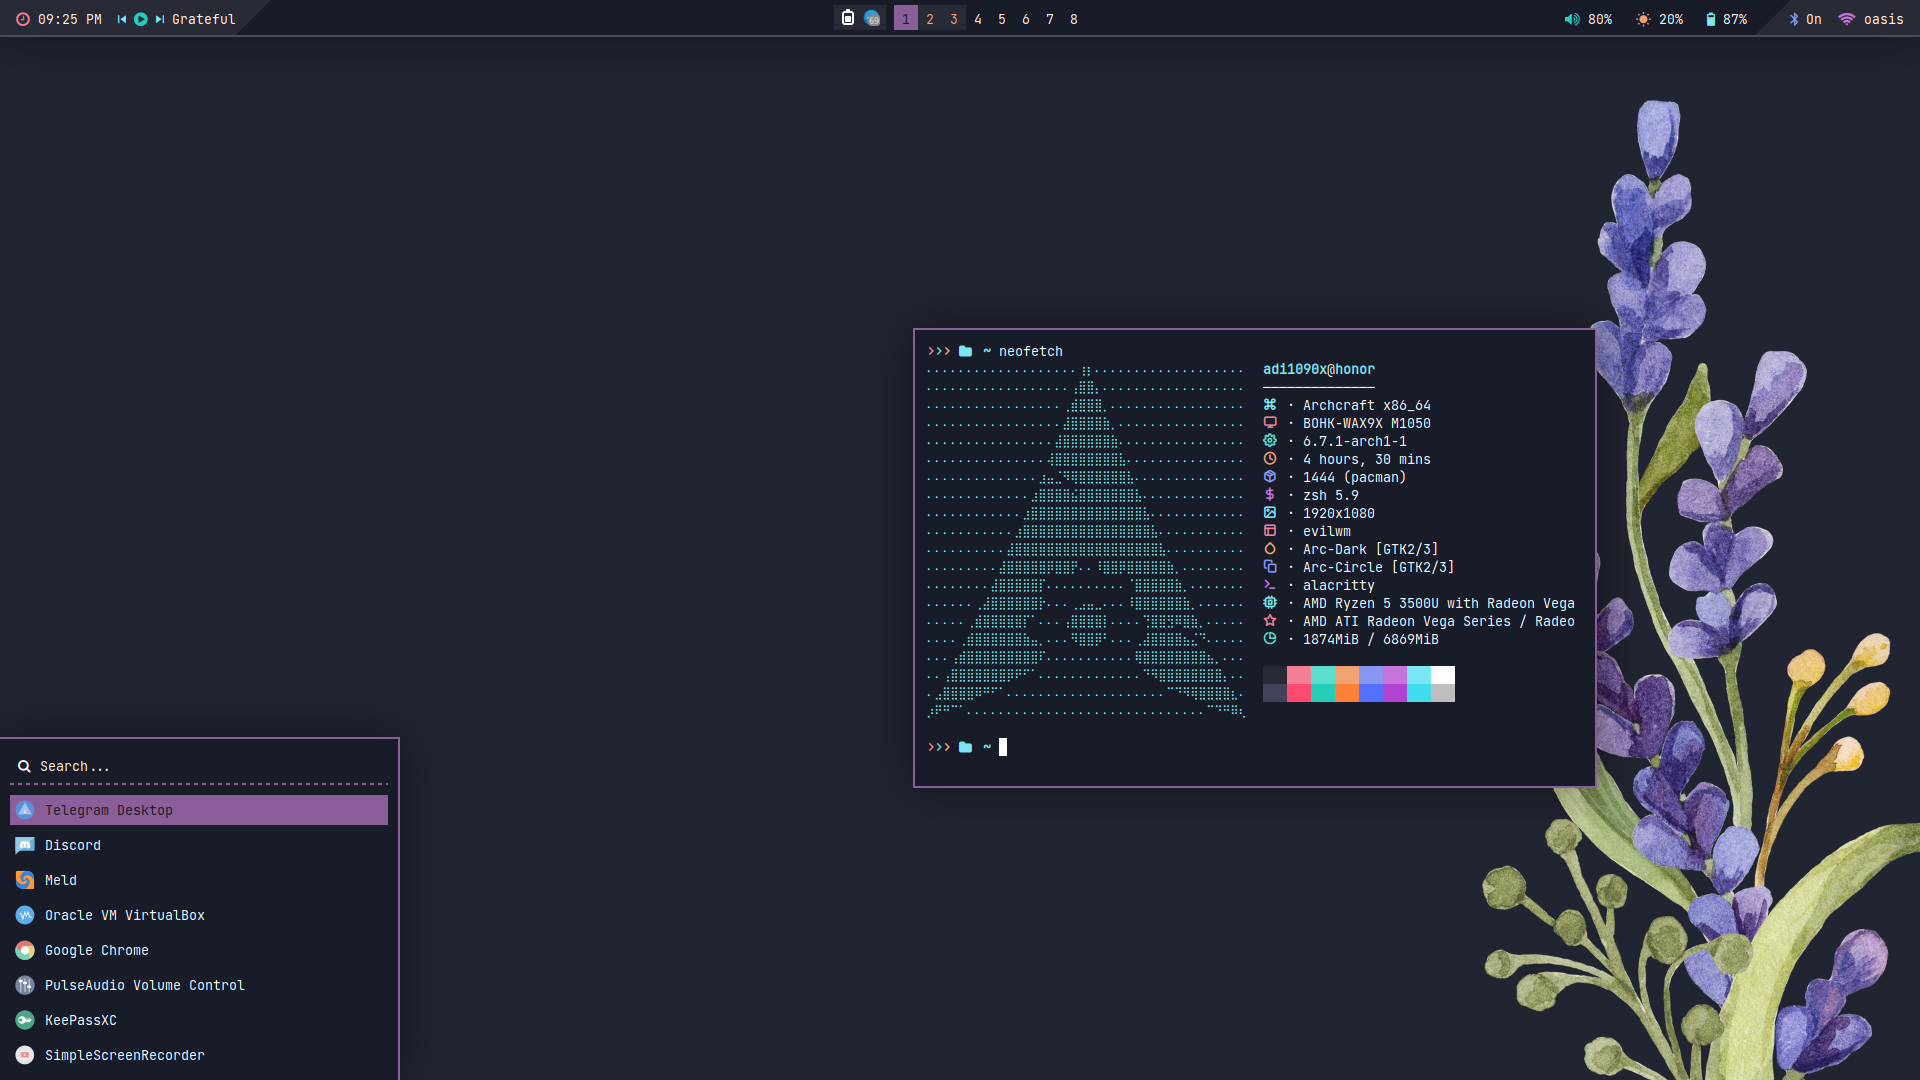 09:25 PM Grateful
69 1 2 3 4 5 6 7 8
80% 20% 87% On oasis
~ neofetch
adi1090x@honor
· Archcraft x86_64
· BOHK-WAX9X M1050
· 6.7.1-arch1-1
· 4 hours, 30 mins
· 1444 (pacman)
· zsh 5.9
· 1920x1080
· evilwm
· Arc-Dark [GTK2/3]
· Arc-Circle [GTK2/3]
· alacritty
· AMD Ryzen 5 3500U with Radeon Vega
· AMD ATI Radeon Vega Series / Radeo
· 1874MiB / 6869MiB
~
Search...
Telegram Desktop
Discord
Meld
Oracle VM VirtualBox
Google Chrome
PulseAudio Volume Control
KeePassXC
SimpleScreenRecorder